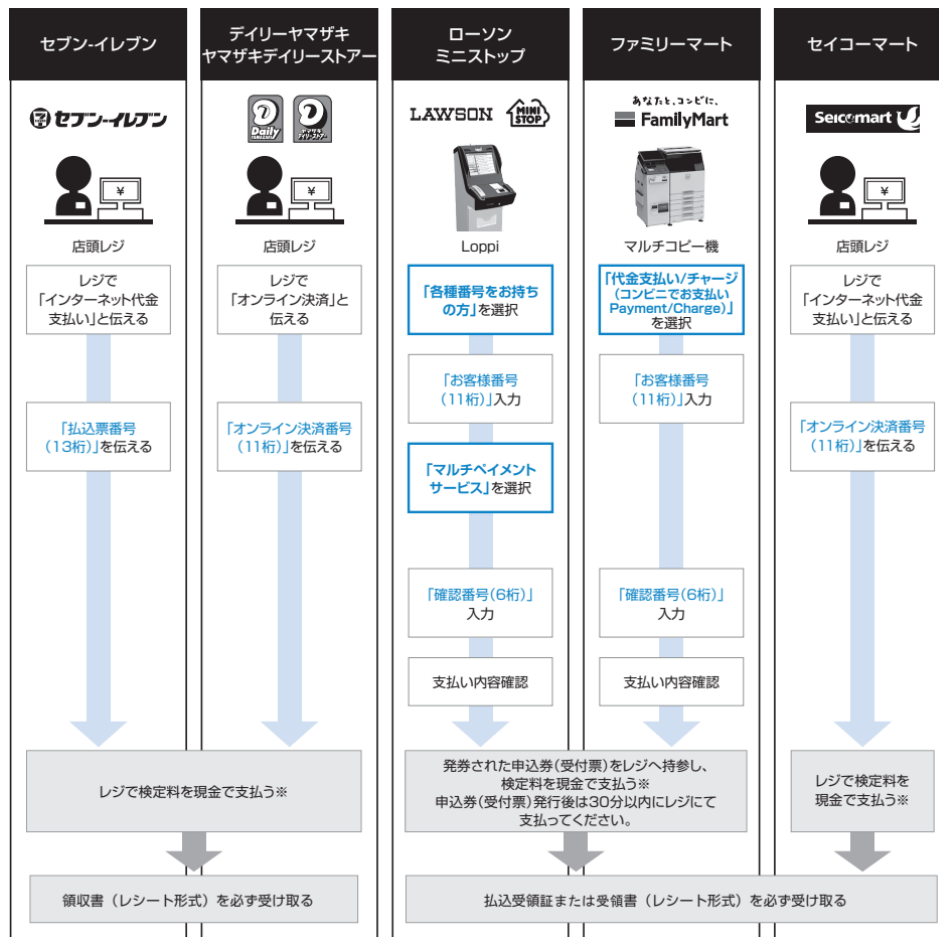 セブン-イレブン
セブン-イレブン
店頭レジ
レジで
「インターネット代金
支払い」と伝える
「払込票番号
(13桁)」を伝える
デイリーヤマザキ
ヤマザキデイリーストアー
Daily
店頭レジ
レジで
「オンライン決済」と
伝える
「オンライン決済番号
(11桁)」を伝える
レジで検定料を現金で支払う※
領収書（レシート形式）を必ず受け取る
ローソン
ミニストップ
LAWSON
MINI
STOP
Loppi
「各種番号をお持ち
の方」を選択
「お客様番号
(11桁)」入力
「マルチペイメント
サービス」を選択
「確認番号(6桁)」
入力
支払い内容確認
ファミリーマート
あなたと、コンビに、
FamilyMart
マルチコピー機
「代金支払い/チャージ
(コンビニでお支払い
Payment/Charge)」
を選択
「お客様番号
(11桁)」入力
「確認番号(6桁)」
入力
支払い内容確認
発券された申込券(受付票)をレジへ持参し、
検定料を現金で支払う※
申込券(受付票)発行後は30分以内にレジにて
支払ってください。
セイコーマート
Seicomart
店頭レジ
レジで
「インターネット代金
支払い」と伝える
「オンライン決済番号
(11桁)」を伝える
レジで検定料を
現金で支払う※
払込受領証または受領書（レシート形式）を必ず受け取る